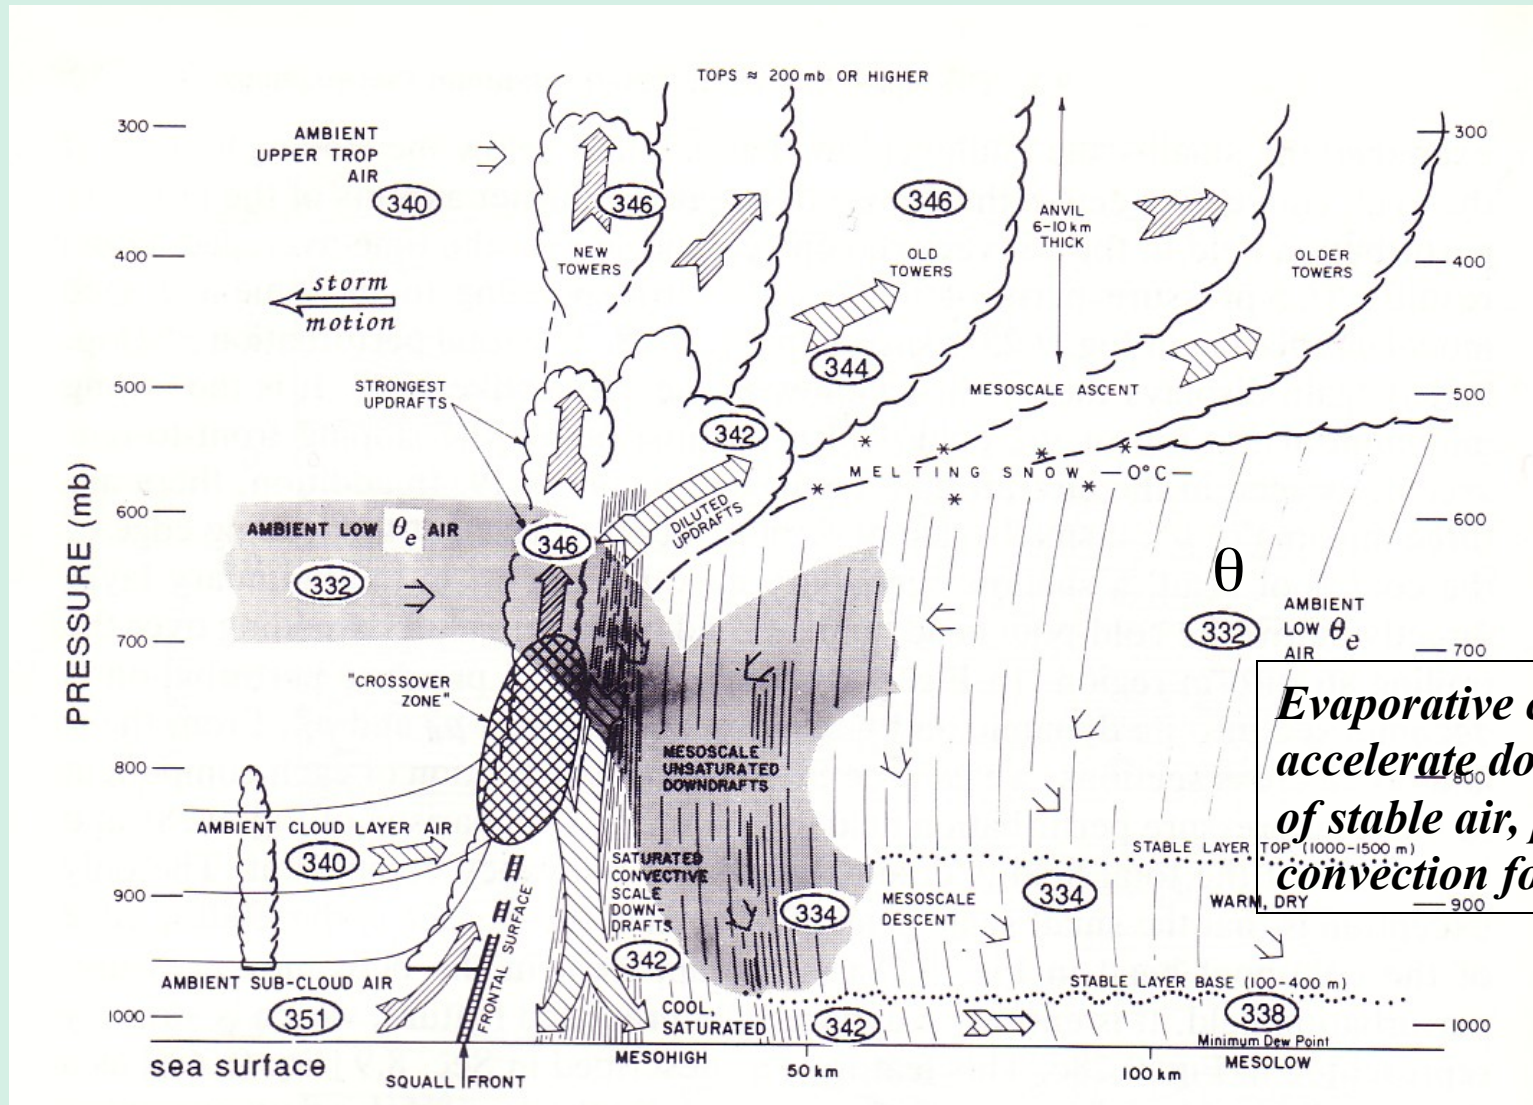 TOPS ≈ 200 mb OR HIGHER
300
300
AMBIENT
UPPER TROP
AIR
340
346
346
NEW
TOWERS
ANVIL
6-10 km
THICK
400
400
OLD
TOWERS
OLDER
TOWERS
storm
motion
344
500
500
STRONGEST
UPDRAFTS
MESOSCALE ASCENT
342
MELTING SNOW — 0°C —
PRESSURE (mb)
600
600
AMBIENT LOW θe AIR
346
DILUTED
UPDRAFTS
332
θ
332
AMBIENT
LOW θe
AIR
700
700
"CROSSOVER
ZONE"
Evaporative
accelerate
of stable air,
convection
MESOSCALE
UNSATURATED
DOWNDRAFTS
800
800
AMBIENT CLOUD LAYER AIR
340
STABLE LAYER TOP (1000-1500 m)
SATURATED
CONVECTIVE
SCALE
DOWN-
DRAFTS
342
900
900
334
MESOSCALE
DESCENT
334
WARM, DRY
AMBIENT SUB-CLOUD AIR
351
FRONTAL SURFACE
STABLE LAYER BASE (100-400 m)
COOL,
SATURATED
342
338
Minimum Dew Point
1000
1000
sea surface
SQUALL FRONT
MESOHIGH
50 km
100 km
MESOLOW